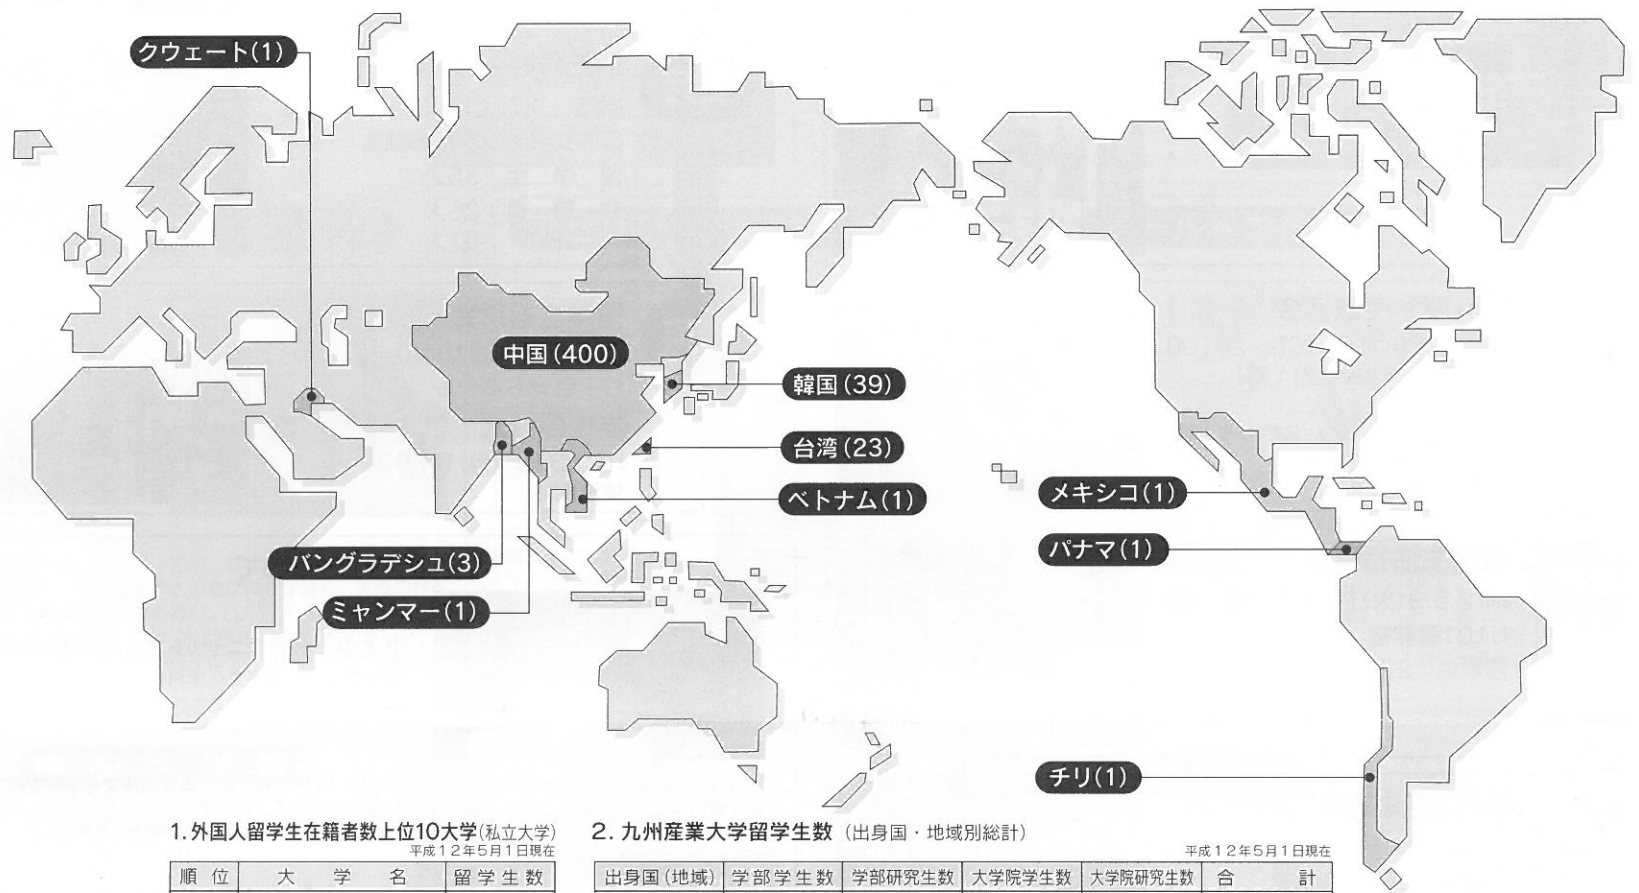 クウェート(1)
中国(400)
韓国(39)
台湾(23)
ベトナム(1)
メキシコ(1)
パナマ(1)
バングラデシュ(3)
ミャンマー(1)
チリ(1)
1.外国人留学生在籍者数上位10大学(私立大学)
平成12年5月1日現在
順位 大学名 留学生数
2.九州産業大学留学生数(出身国・地域別総計)
平成12年5月1日現在
出身国(地域) 学部学生数 学部研究生数 大学院学生数 大学院研究生数 合計